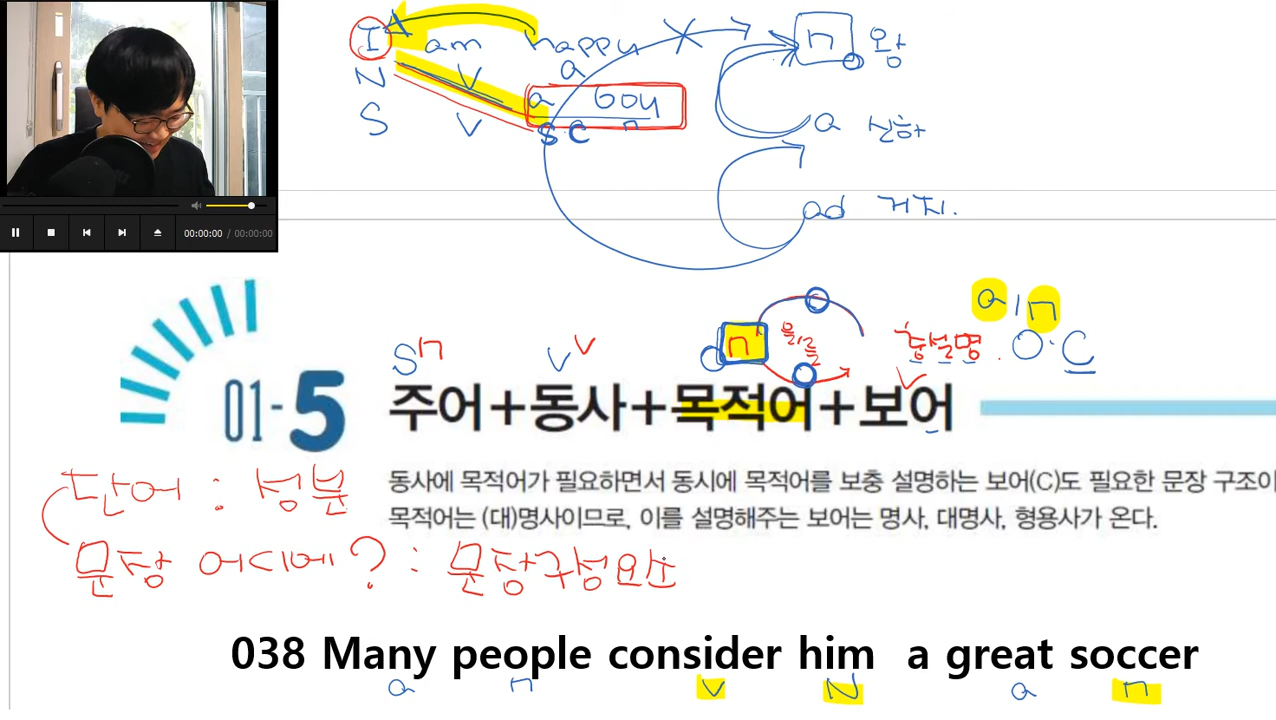 I am happy n 왕
N V a
a boy
S V S C n a 신하
ad 거지.
00:00:00 / 00:00:00
a / n
S n V V n 을/를 보충설명. O.C
V
01-5 주어+동사+목적어+보어
단어 : 성분
동사에 목적어가 필요하면서 동시에 목적어를 보충 설명하는 보어(C)도 필요한 문장 구조이
목적어는 (대)명사이므로, 이를 설명해주는 보어는 명사, 대명사, 형용사가 온다.
문장 어디에? : 문장구성요소
038 Many people consider him a great soccer
a n V N a n